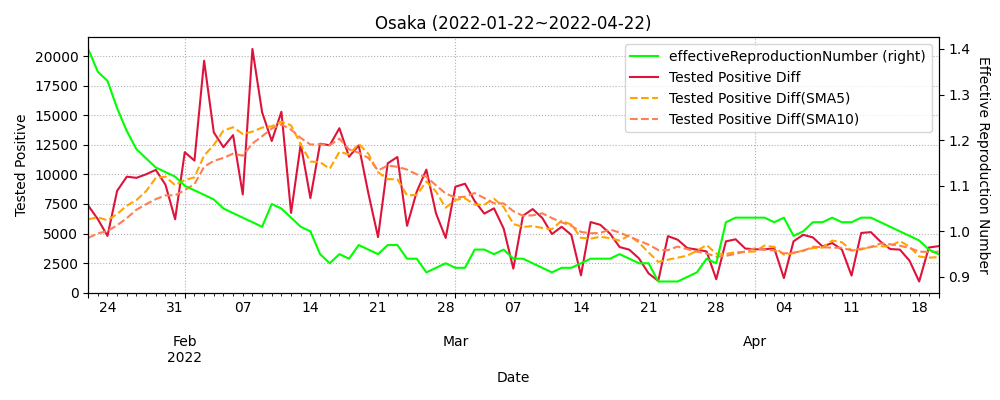 Osaka (2022-01-22~2022-04-22)
effectiveReproductionNumber (right)
Tested Positive Diff
Tested Positive Diff(SMA5)
Tested Positive Diff(SMA10)
Tested Positive
20000
17500
15000
12500
10000
7500
5000
2500
0
Effective Reproduction Number
1.4
1.3
1.2
1.1
1.0
0.9
24 31 07 14 21 28 07 14 21 28 04 11 18
Feb Mar Apr
2022
Date